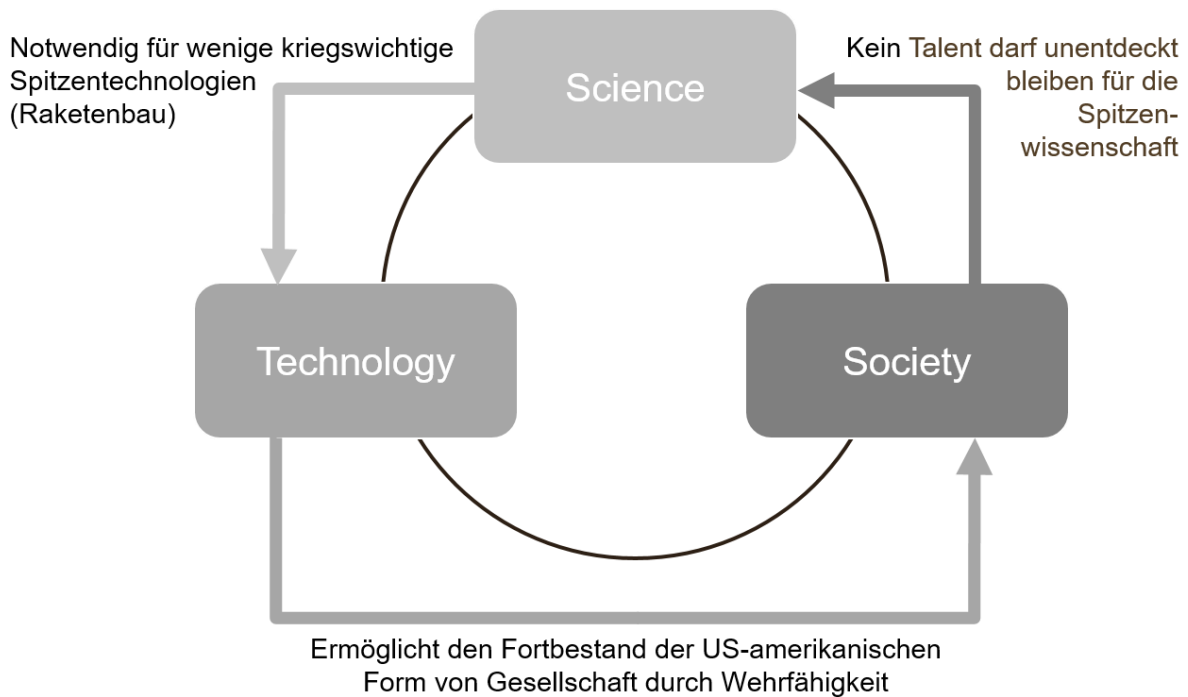 Notwendig für wenige kriegswichtige
Spitzentechnologien
(Raketenbau)
Science
Kein Talent darf unentdeckt
bleiben für die
Spitzen-
wissenschaft
Technology
Society
Ermöglicht den Fortbestand der US-amerikanischen
Form von Gesellschaft durch Wehrfähigkeit